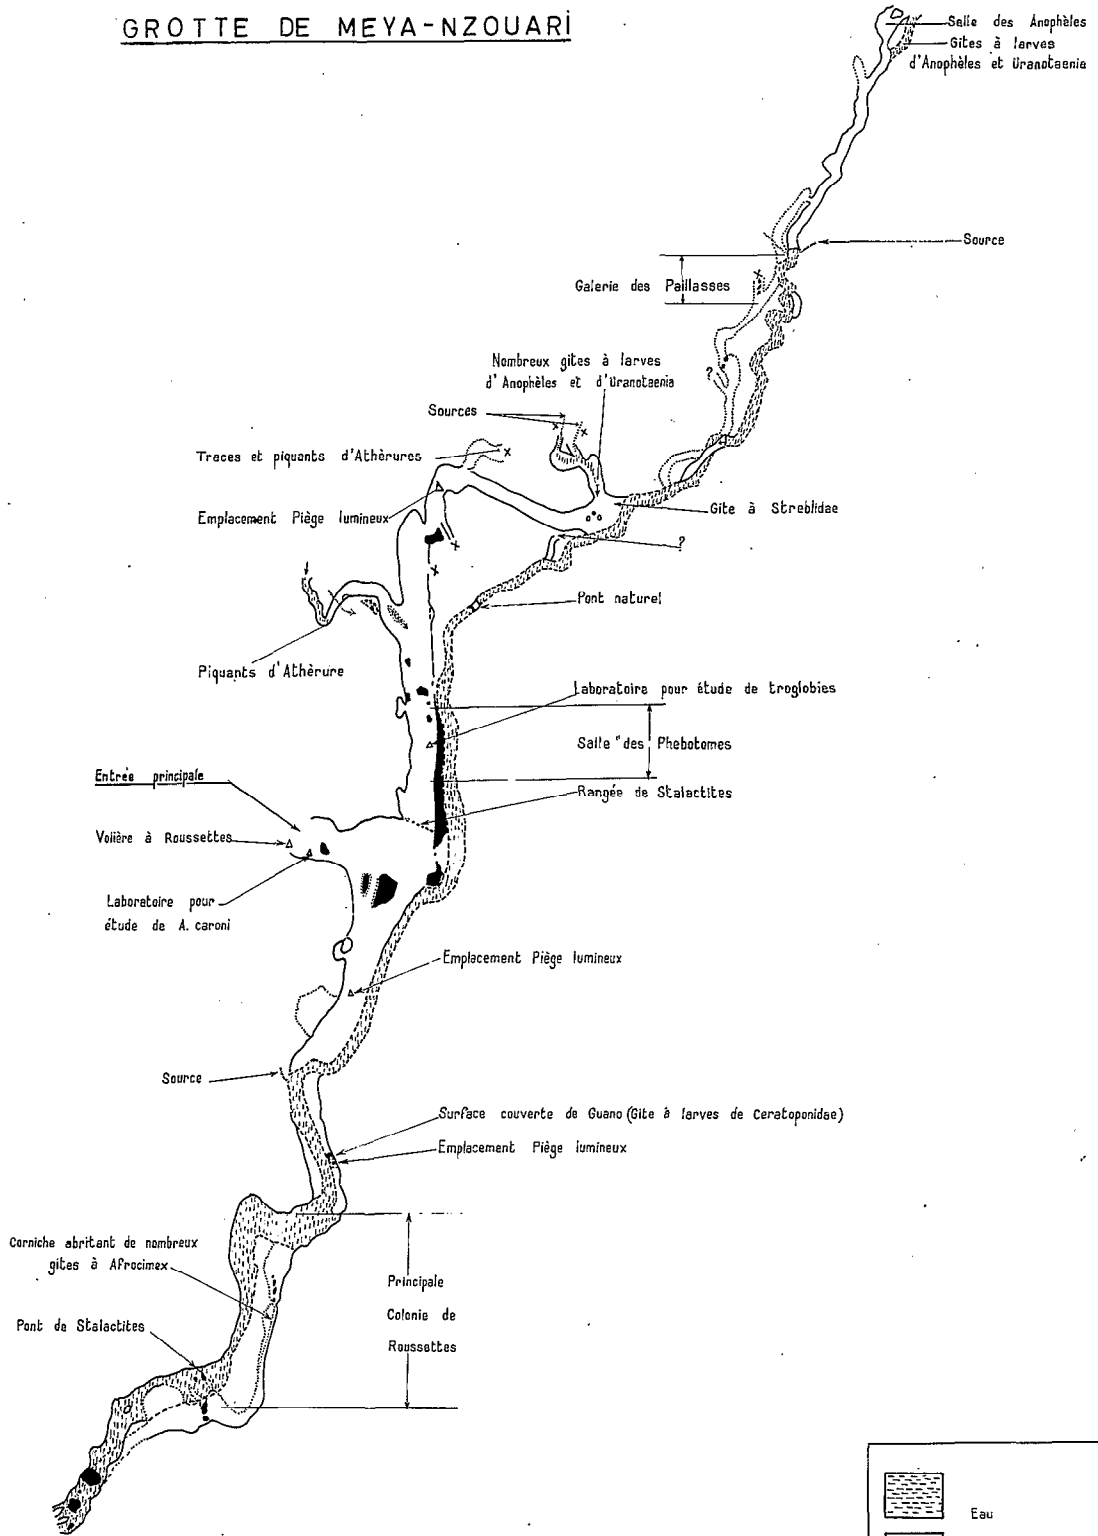 GROTTE DE MEYA-NZOUARI
Salle des Anophèles
Gites à larves
d'Anophèles et Uranotaenia
Source
Galerie des Paillasses
Nombreux gites à larves
d'Anophèles et d'Uranotaenia
?
Sources
Traces et piquants d'Athèrures
Emplacement Piège lumineux
Gite à Streblidae
?
Pont naturel
Piquants d'Athèrure
Laboratoire pour étude de troglobies
Salle "des Phebotomes
Entrée principale
Rangée de Stalactites
Volière à Roussettes
Laboratoire pour
étude de A. caroni
Emplacement Piège lumineux
Source
Surface couverte de Guano (Gite à larves de Ceratoponidae)
Emplacement Piège lumineux
Corniche abritant de nombreux
gites à Afrocimex
Principale
Colonie de
Roussettes
Pont de Stalactites
Eau